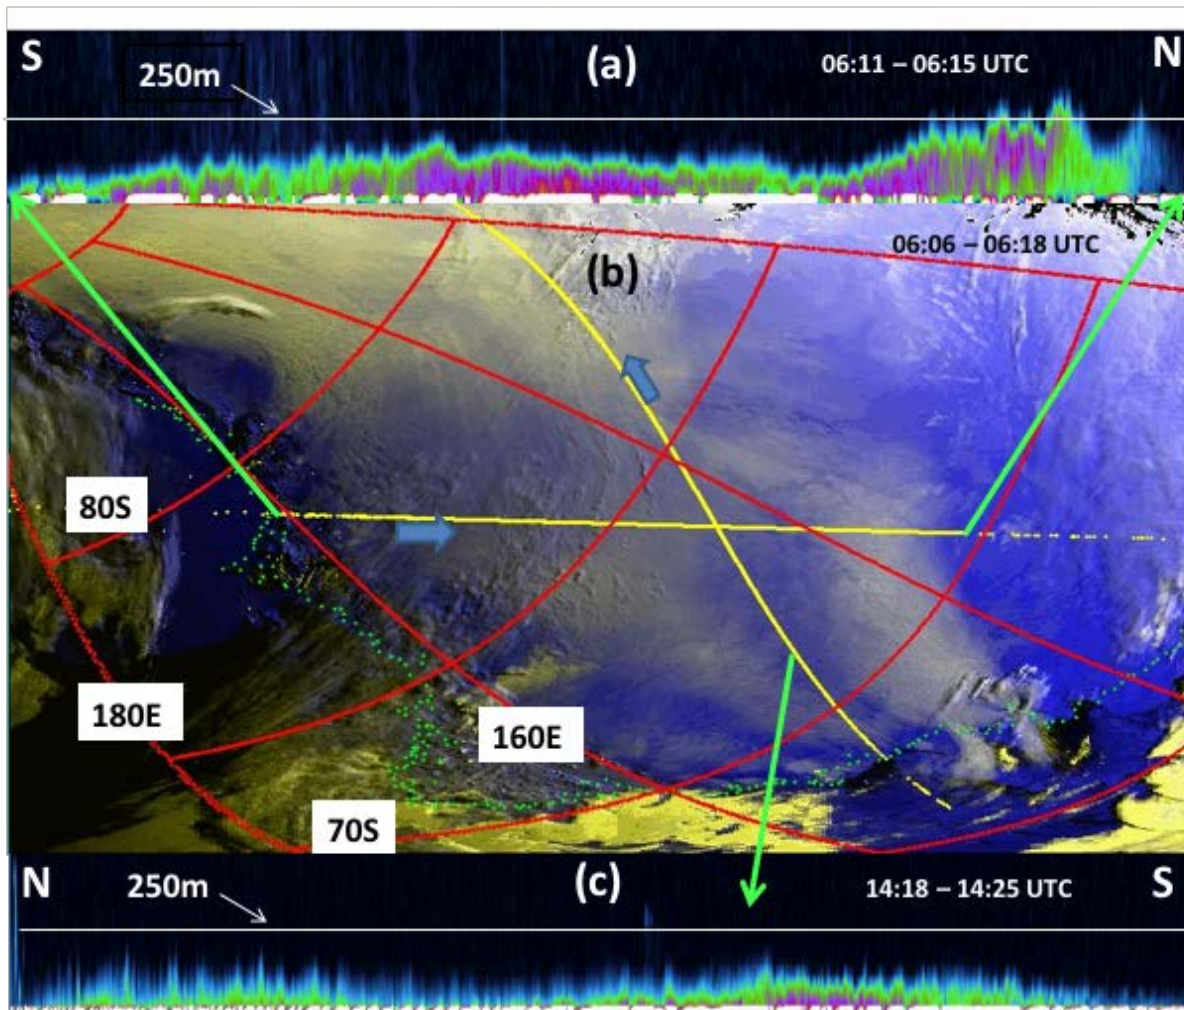 S
(a)
06:11 – 06:15 UTC
N
250m
06:06 – 06:18 UTC
(b)
80S
180E
160E
70S
N
250m
(c)
14:18 – 14:25 UTC
S